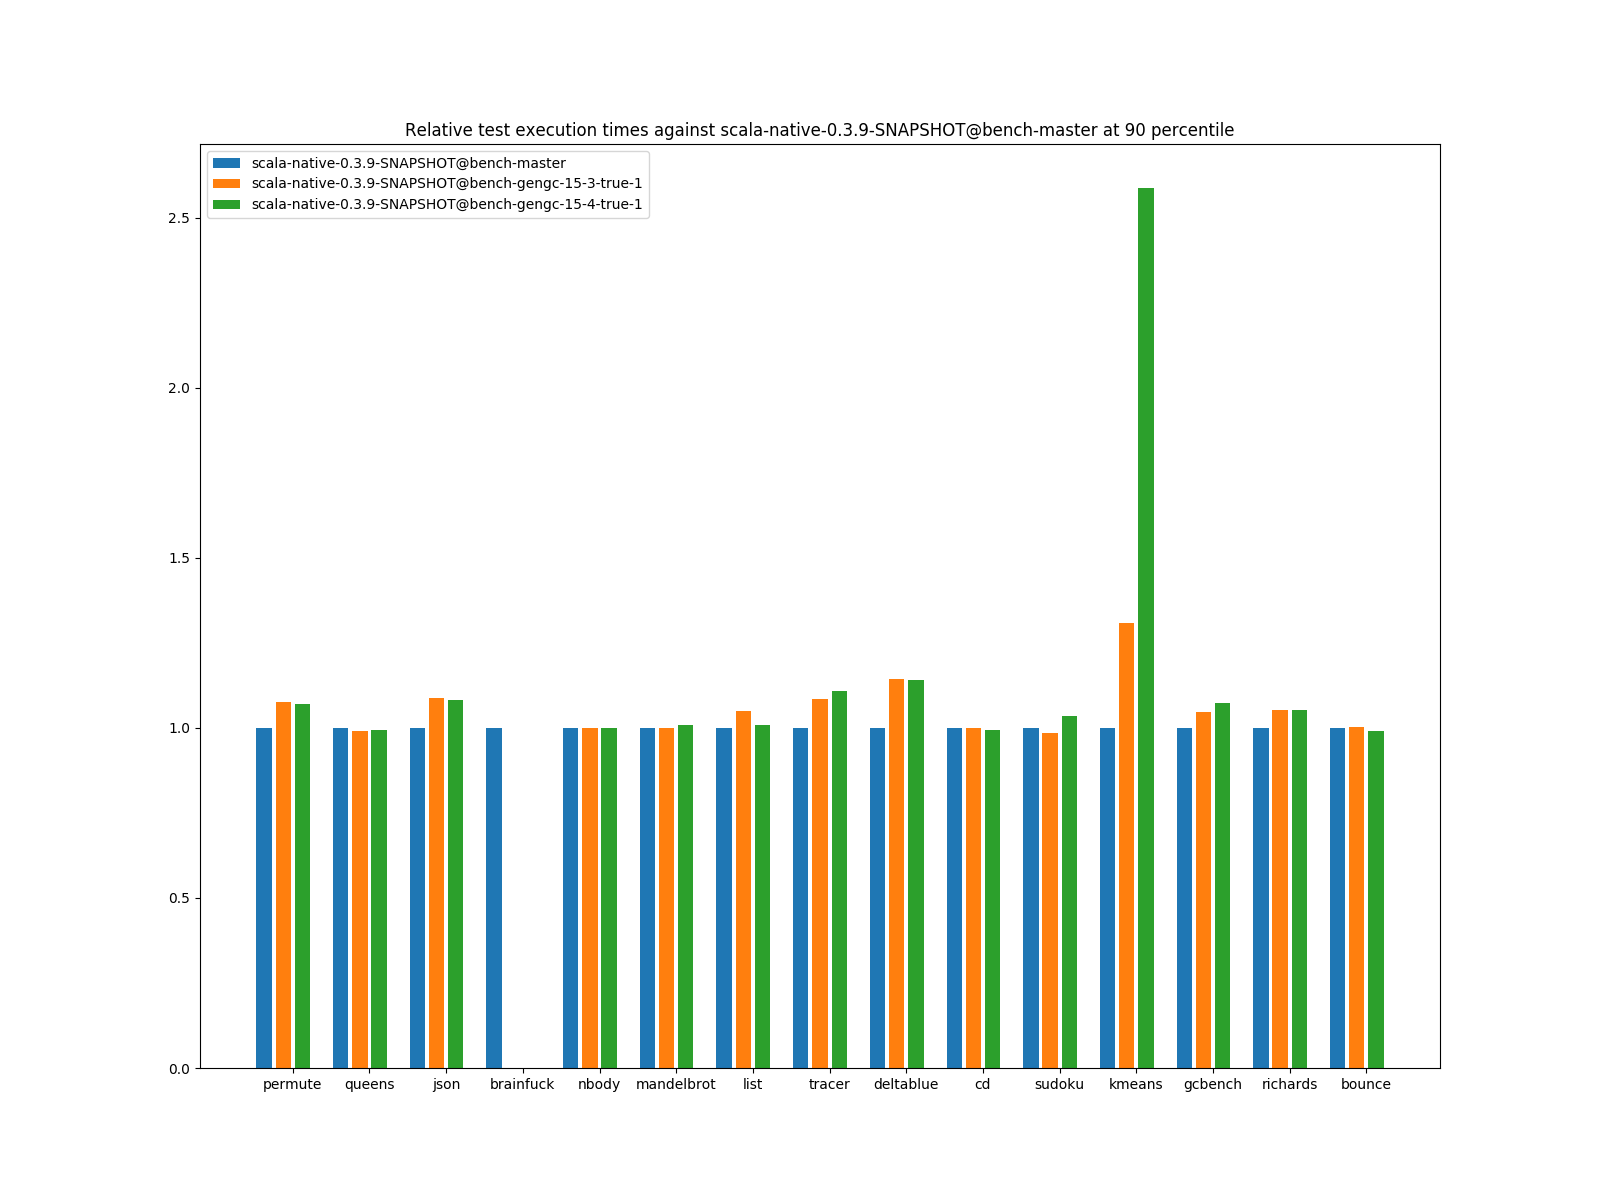 Relative test execution times against scala-native-0.3.9-SNAPSHOT@bench-master at 90 percentile
scala-native-0.3.9-SNAPSHOT@bench-master
scala-native-0.3.9-SNAPSHOT@bench-gengc-15-3-true-1
scala-native-0.3.9-SNAPSHOT@bench-gengc-15-4-true-1
2.5
2.0
1.5
1.0
0.5
0.0
permute queens json brainfuck nbody mandelbrot list tracer deltablue cd sudoku kmeans gcbench richards bounce